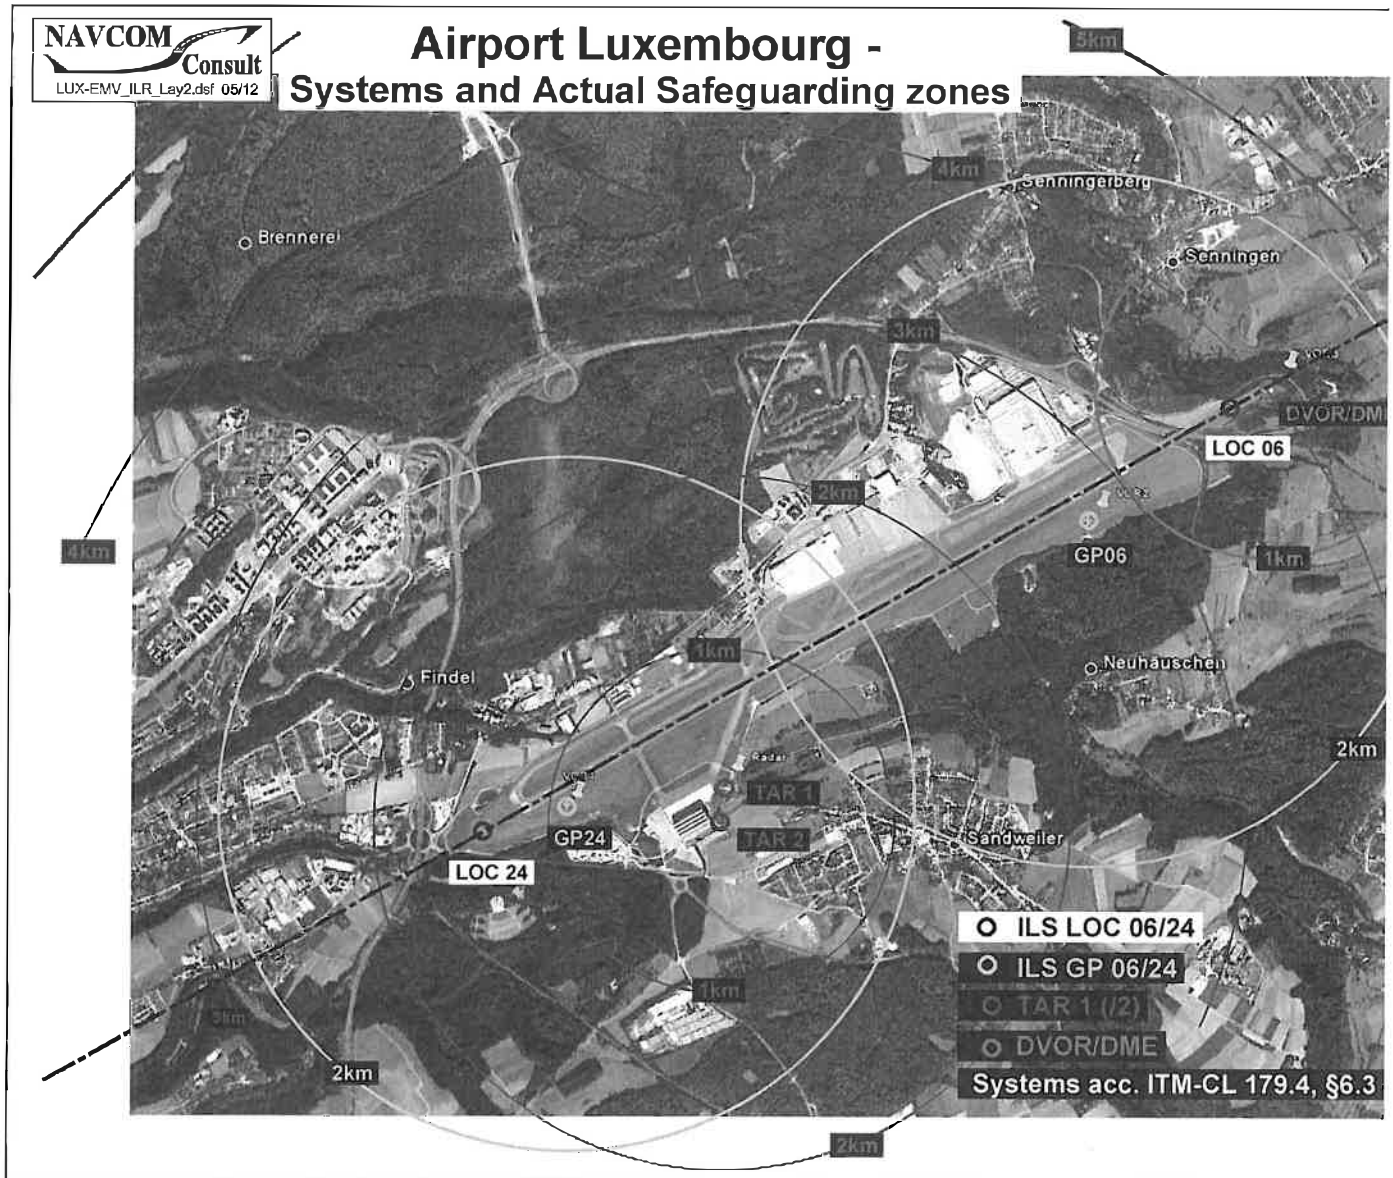 NAVCOM
Consult
LUX-EMV_ILR_Lay2.dsf 05/12
Airport Luxembourg -
Systems and Actual Safeguarding zones
5km
4km
Senningerberg
Brennerei
Senningen
3km
DVOR/DM
LOC 06
2km
4km
GP06
1km
1km
Neuhäuschen
Findel
2km
Radar
TAR 1
GP24
TAR 2
Sandweiler
LOC 24
ILS LOC 06/24
ILS GP 06/24
1km
TAR 1 (/2)
3km
DVOR/DME
2km
Systems acc. ITM-CL 179.4, §6.3
2km